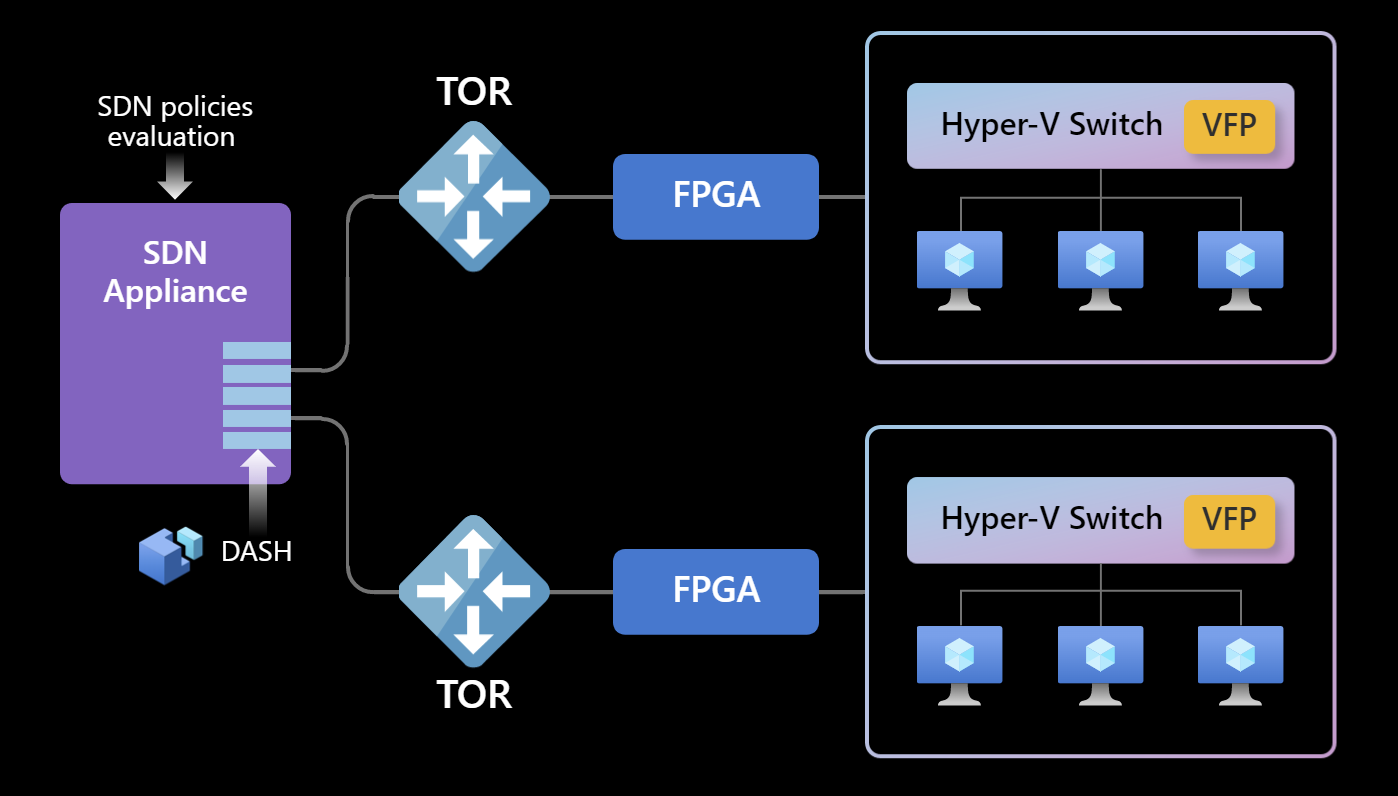 SDN policies
evaluation
SDN
Appliance
DASH
TOR
FPGA
Hyper-V Switch VFP
TOR
FPGA
Hyper-V Switch VFP